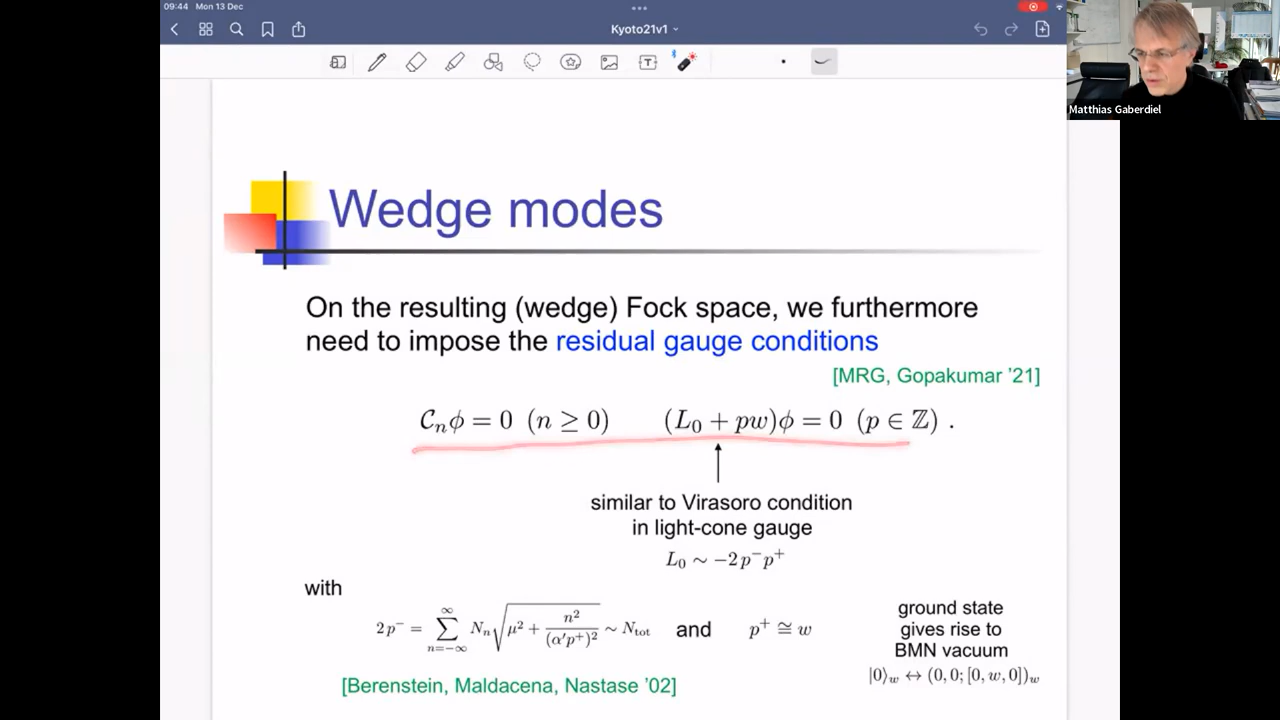 09:44 Mon 13 Dec
Kyoto21v1
Matthias Gaberdiel
Wedge modes
On the resulting (wedge) Fock space, we furthermore
need to impose the residual gauge conditions
[MRG, Gopakumar '21]
𝒞ₙϕ = 0 (n ≥ 0) (L₀ + pw)ϕ = 0 (p ∈ ℤ) .
similar to Virasoro condition
in light-cone gauge
L₀ ∼ −2p⁻p⁺
with
2p⁻ = ∑_{n=−∞}^{∞} Nₙ √(μ² + n²/(α′p⁺)²) ∼ N_tot and p⁺ ≅ w
ground state
gives rise to
BMN vacuum
|0⟩_w ↔ (0, 0; [0, w, 0])_w
[Berenstein, Maldacena, Nastase '02]